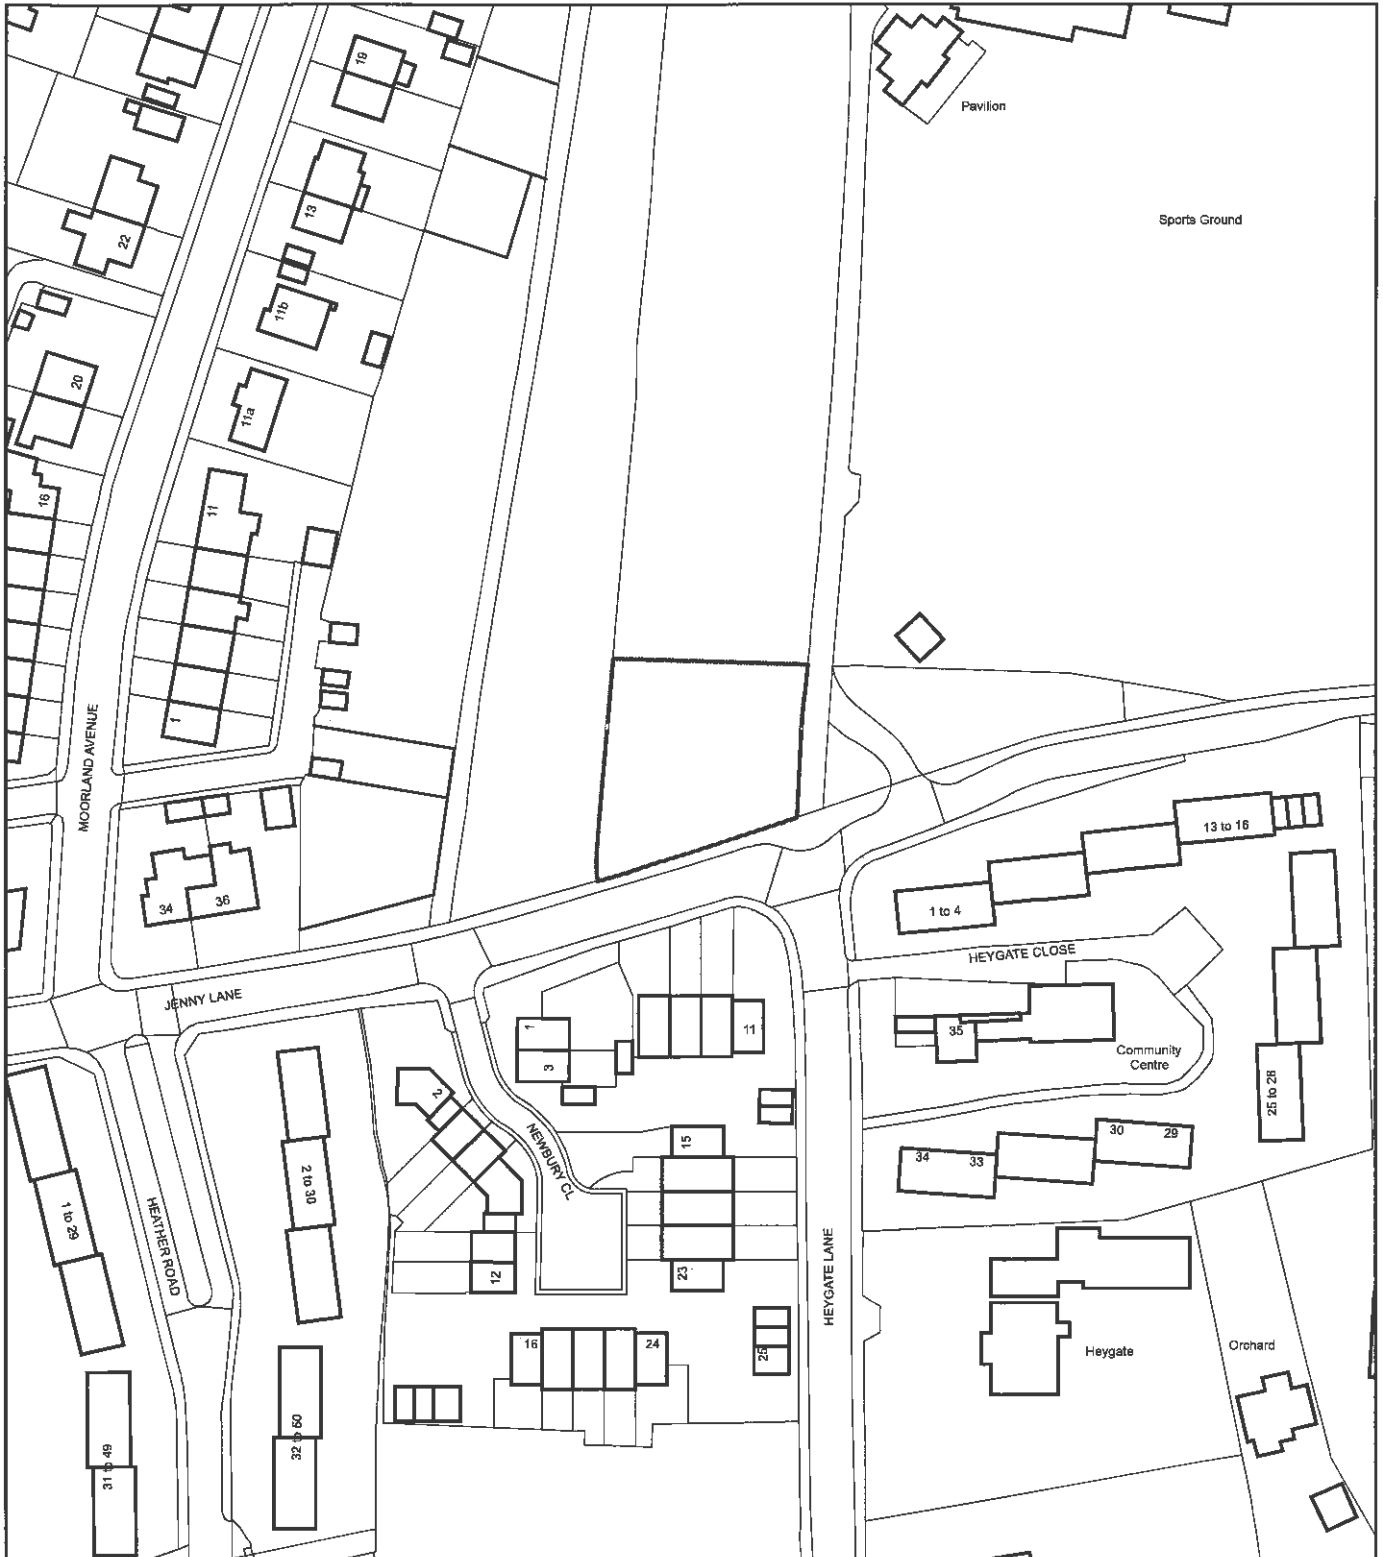 19
Pavilion
13
Sports Ground
22
11b
20
11a
16
11
1
MOORLAND AVENUE
13 to 16
34
36
1 to 4
HEYGATE CLOSE
JENNY LANE
1
3
11
35
Community
Centre
2
NEWBURY CL
15
25 to 28
30
29
34
33
2 to 30
1 to 29
HEATHER ROAD
12
23
HEYGATE LANE
16
24
25
Heygate
Orchard
31 to 49
32 to 60